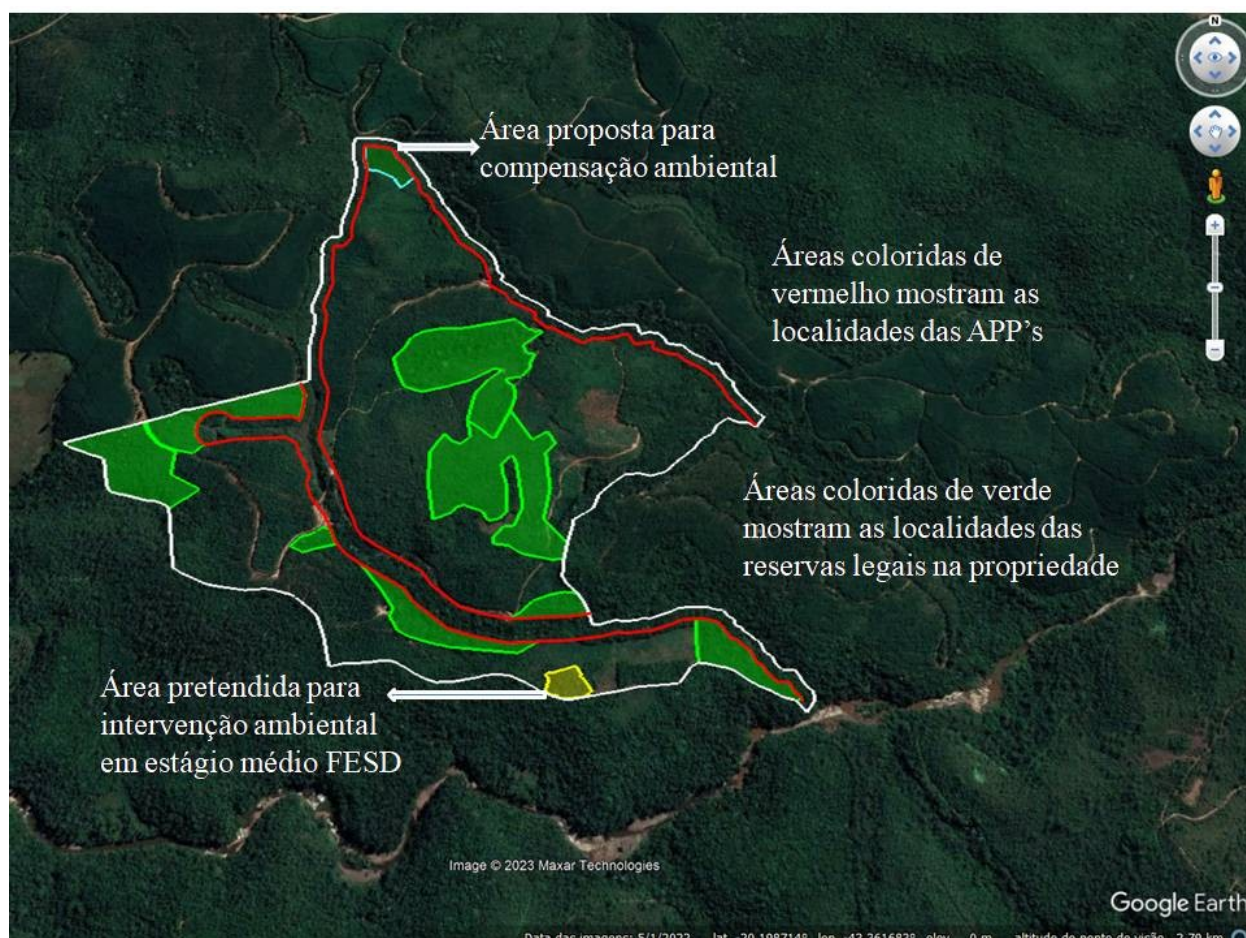 N
Área proposta para
compensação ambiental
Áreas coloridas de
vermelho mostram as
localidades das APP's
Áreas coloridas de verde
mostram as localidades das
reservas legais na propriedade
Área pretendida para
intervenção ambiental
em estágio médio FESD
Image © 2023 Maxar Technologies
Google Earth